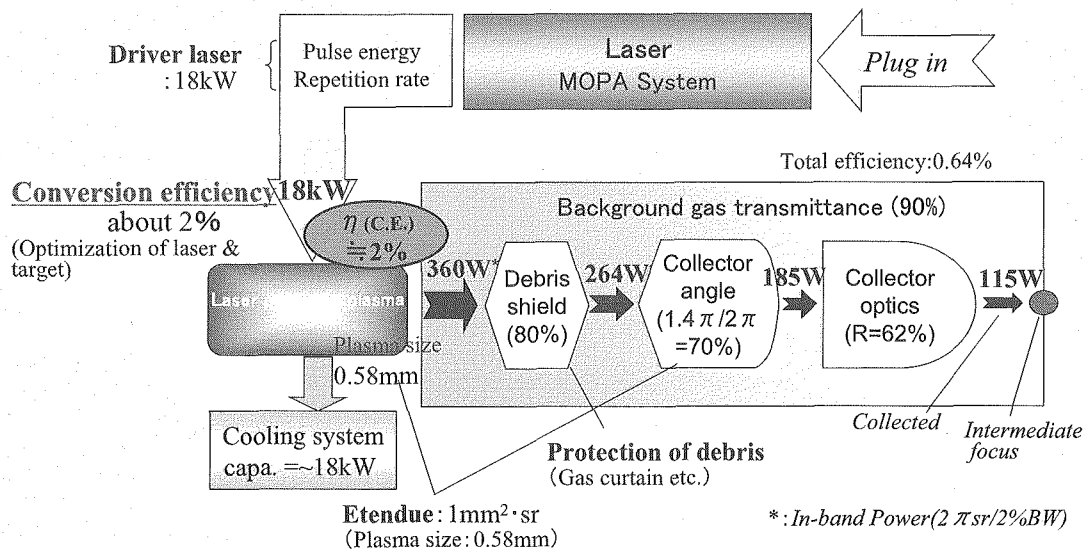 Driver laser
: 18kW
Pulse energy
Repetition rate
Laser
MOPA System
Plug in
Total efficiency:0.64%
Conversion efficiency
about 2%
(Optimization of laser &
target)
18kW
η (C.E.)
≒2%
Background gas transmittance (90%)
Laser plasma
Plasma size
0.58mm
360W*
Debris
shield
(80%)
264W
Collector
angle
(1.4π/2π
=70%)
185W
Collector
optics
(R=62%)
115W
Cooling system
capa. =~18kW
Collected
Intermediate
focus
Protection of debris
(Gas curtain etc.)
Etendue: 1mm²·sr
(Plasma size: 0.58mm)
*: In-band Power(2πsr/2%BW)